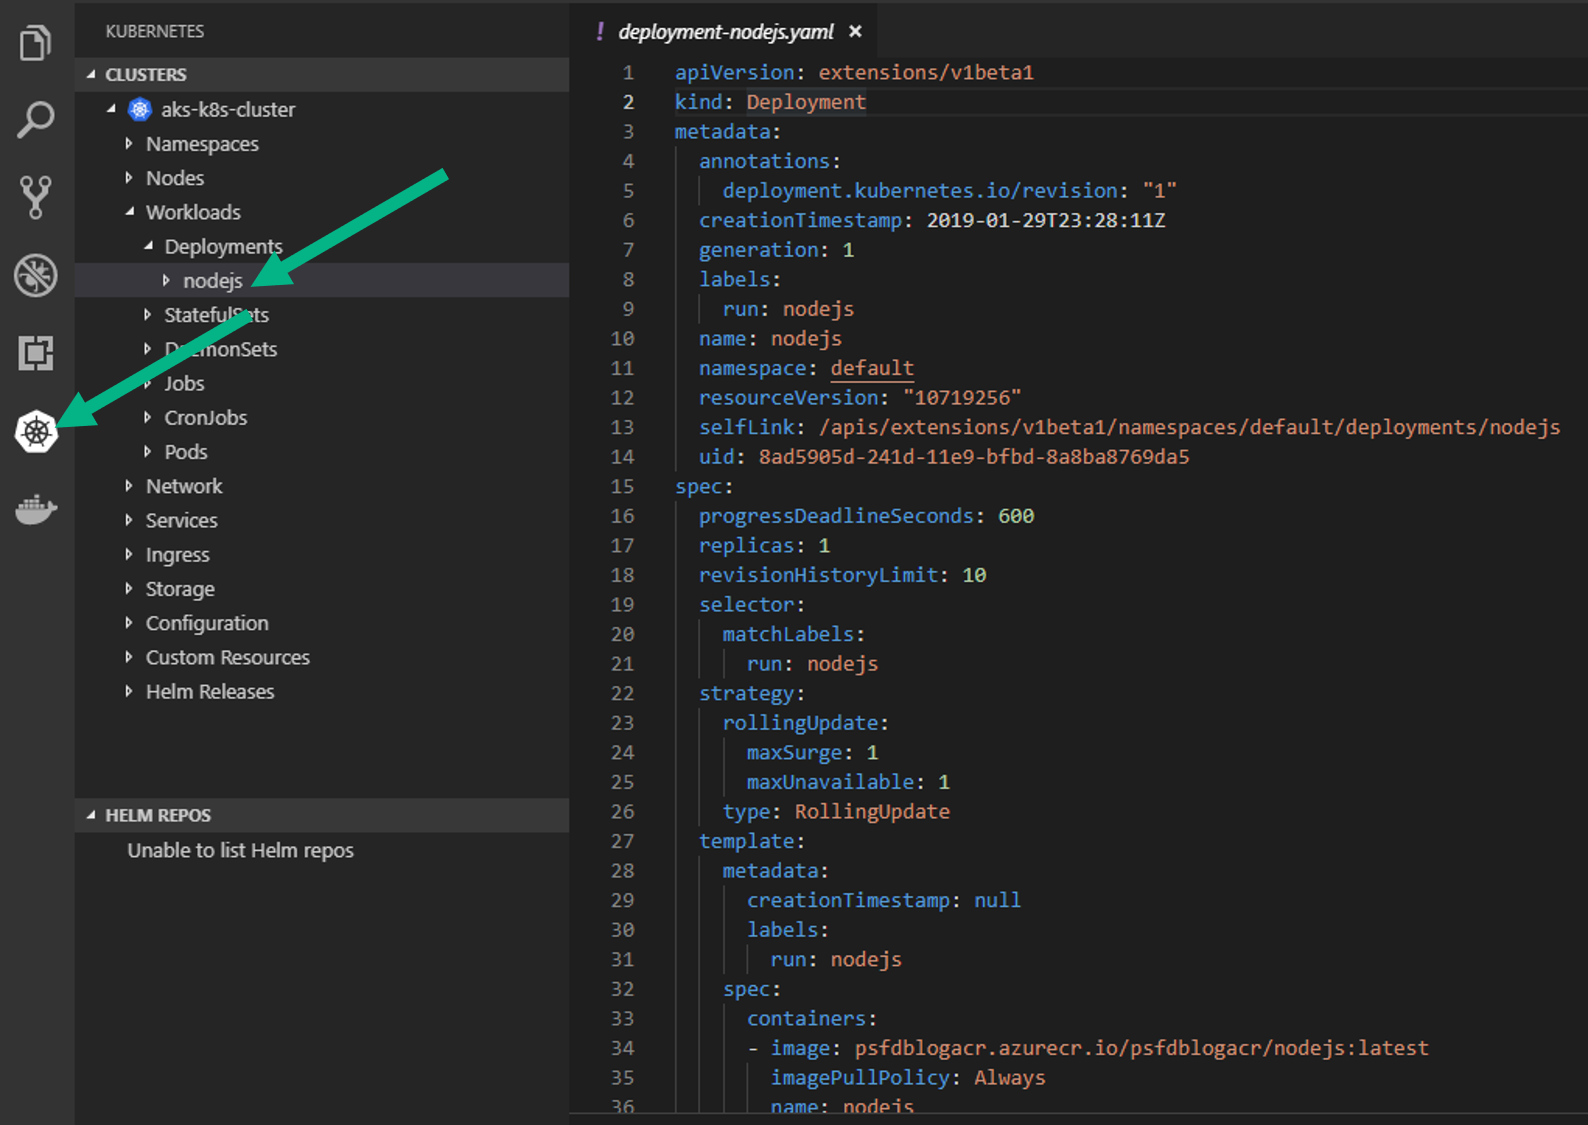 KUBERNETES
CLUSTERS
aks-k8s-cluster
Namespaces
Nodes
Workloads
Deployments
nodejs
StatefulSets
DaemonSets
Jobs
CronJobs
Pods
Network
Services
Ingress
Storage
Configuration
Custom Resources
Helm Releases
HELM REPOS
Unable to list Helm repos
! deployment-nodejs.yaml ×
1 apiVersion: extensions/v1beta1
2 kind: Deployment
3 metadata:
4 annotations:
5 deployment.kubernetes.io/revision: "1"
6 creationTimestamp: 2019-01-29T23:28:11Z
7 generation: 1
8 labels:
9 run: nodejs
10 name: nodejs
11 namespace: default
12 resourceVersion: "10719256"
13 selfLink: /apis/extensions/v1beta1/namespaces/default/deployments/nodejs
14 uid: 8ad5905d-241d-11e9-bfbd-8a8ba8769da5
15 spec:
16 progressDeadlineSeconds: 600
17 replicas: 1
18 revisionHistoryLimit: 10
19 selector:
20 matchLabels:
21 run: nodejs
22 strategy:
23 rollingUpdate:
24 maxSurge: 1
25 maxUnavailable: 1
26 type: RollingUpdate
27 template:
28 metadata:
29 creationTimestamp: null
30 labels:
31 run: nodejs
32 spec:
33 containers:
34 - image: psfdblogacr.azurecr.io/psfdblogacr/nodejs:latest
35 imagePullPolicy: Always
36 name: nodejs